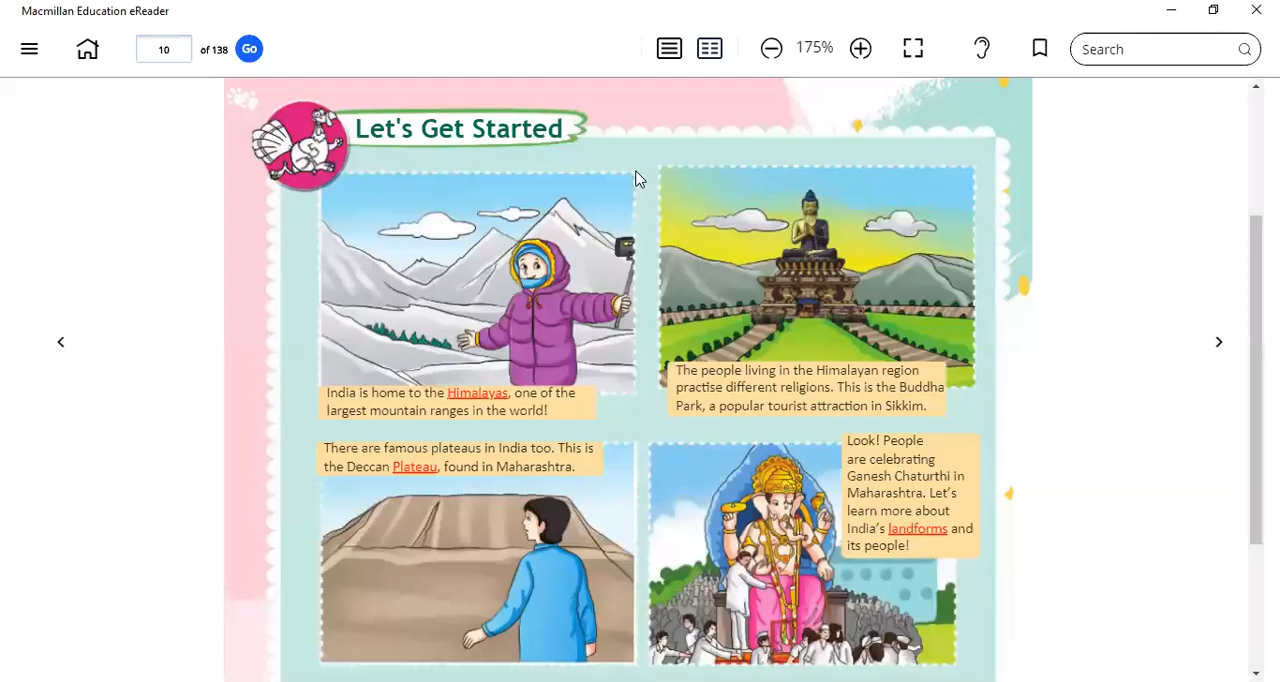 Macmillan Education eReader
10 of 138 Go
175%
Search
Let's Get Started
5
India is home to the Himalayas, one of the
largest mountain ranges in the world!
The people living in the Himalayan region
practise different religions. This is the Buddha
Park, a popular tourist attraction in Sikkim.
There are famous plateaus in India too. This is
the Deccan Plateau, found in Maharashtra.
Look! People
are celebrating
Ganesh Chaturthi in
Maharashtra. Let's
learn more about
India's landforms and
its people!